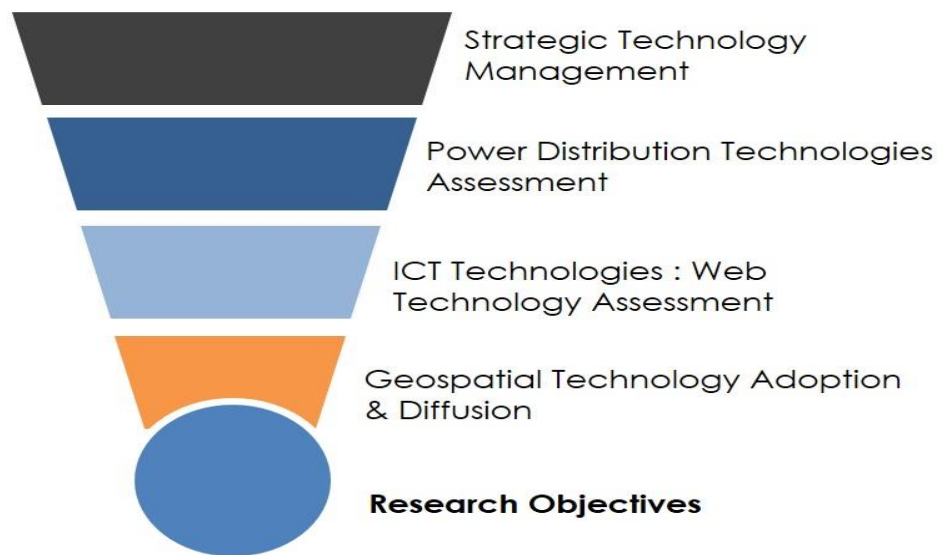 Strategic Technology
Management
Power Distribution Technologies
Assessment
ICT Technologies : Web
Technology Assessment
Geospatial Technology Adoption
& Diffusion
Research Objectives